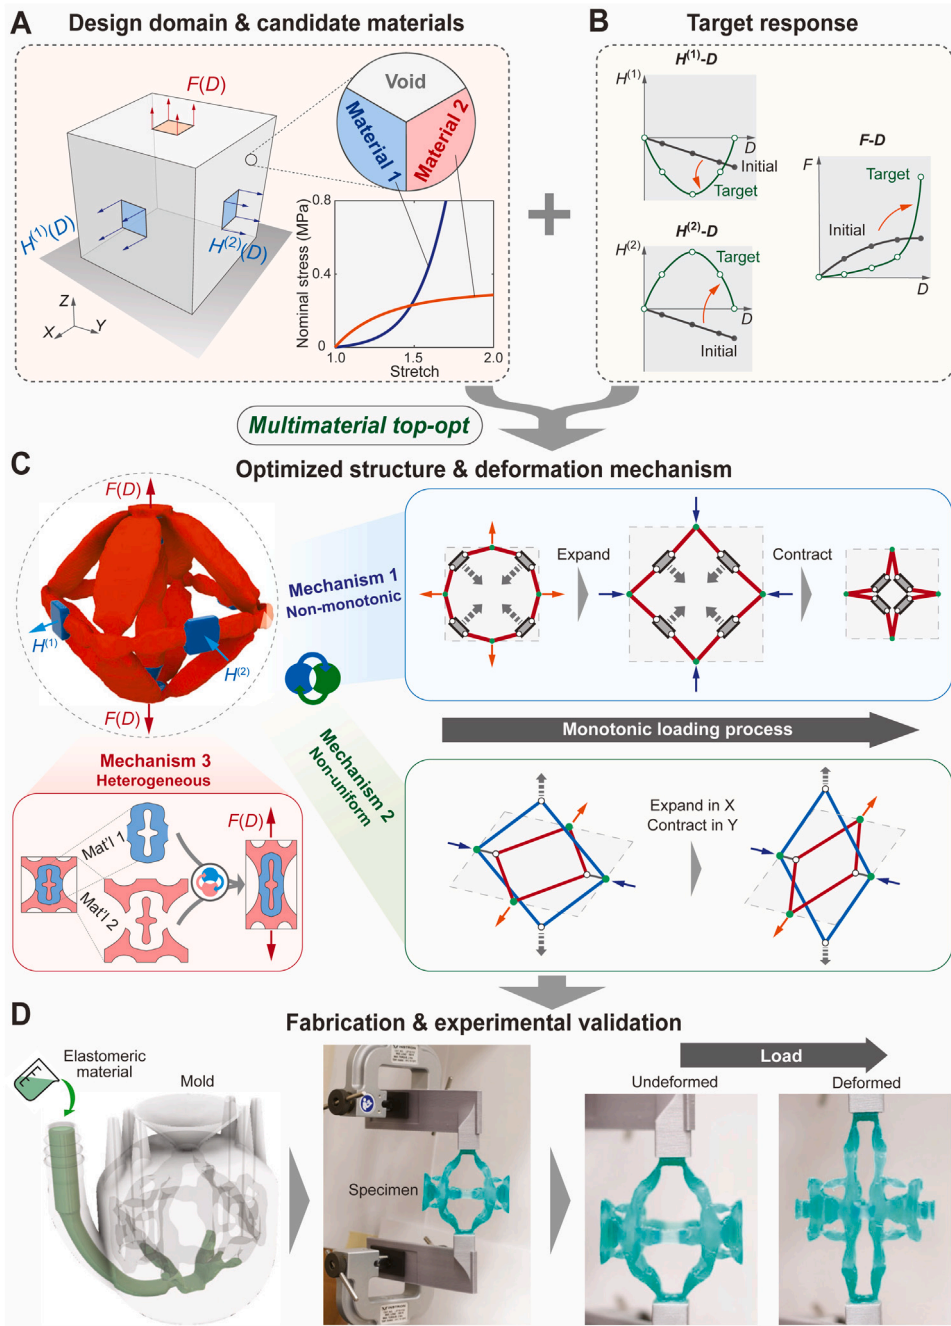 A
Design domain & candidate materials
F(D)
Void
Material 1
Material 2
H(1)(D)
H(2)(D)
Z
X
Y
Nominal stress (MPa)
0.8
0.4
0
1.0
1.5
2.0
Stretch
B
Target response
H(1)-D
H(1)
D
Initial
Target
H(2)-D
H(2)
Target
D
Initial
F-D
F
Target
Initial
D
Multimaterial top-opt
C
Optimized structure & deformation mechanism
F(D)
H(1)
H(2)
F(D)
Mechanism 1
Non-monotonic
Expand
Contract
Monotonic loading process
Mechanism 2
Non-uniform
Expand in X
Contract in Y
Mechanism 3
Heterogeneous
Mat'l 1
Mat'l 2
F(D)
D
Fabrication & experimental validation
Elastomeric
material
Mold
Specimen
Load
Undeformed
Deformed